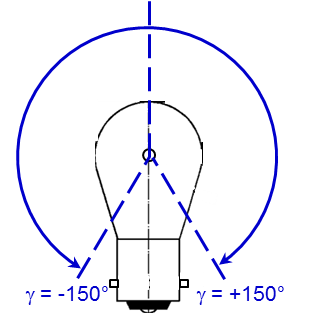 γ = -150° γ = +150°